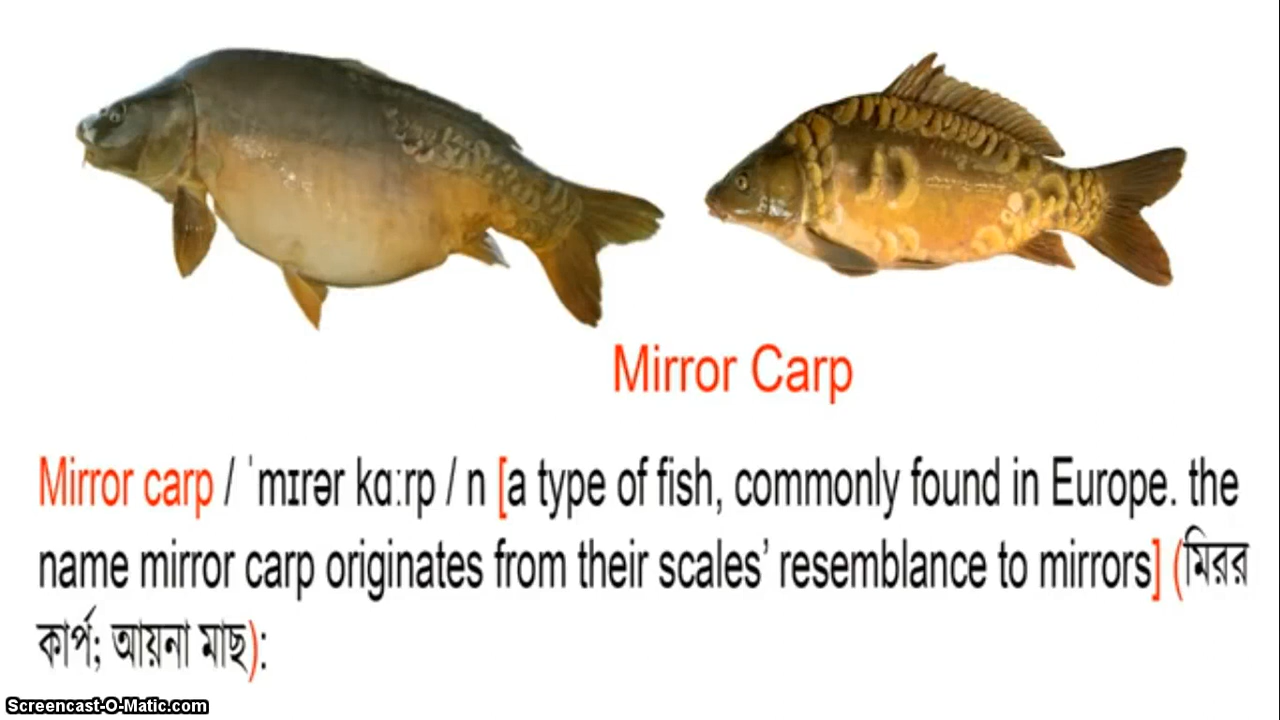 Mirror Carp
Mirror carp / ˈmɪrər kɑːrp / n [a type of fish, commonly found in Europe. the
name mirror carp originates from their scales’ resemblance to mirrors] (মিরর
কার্প; আয়না মাছ):
Screencast-O-Matic.com